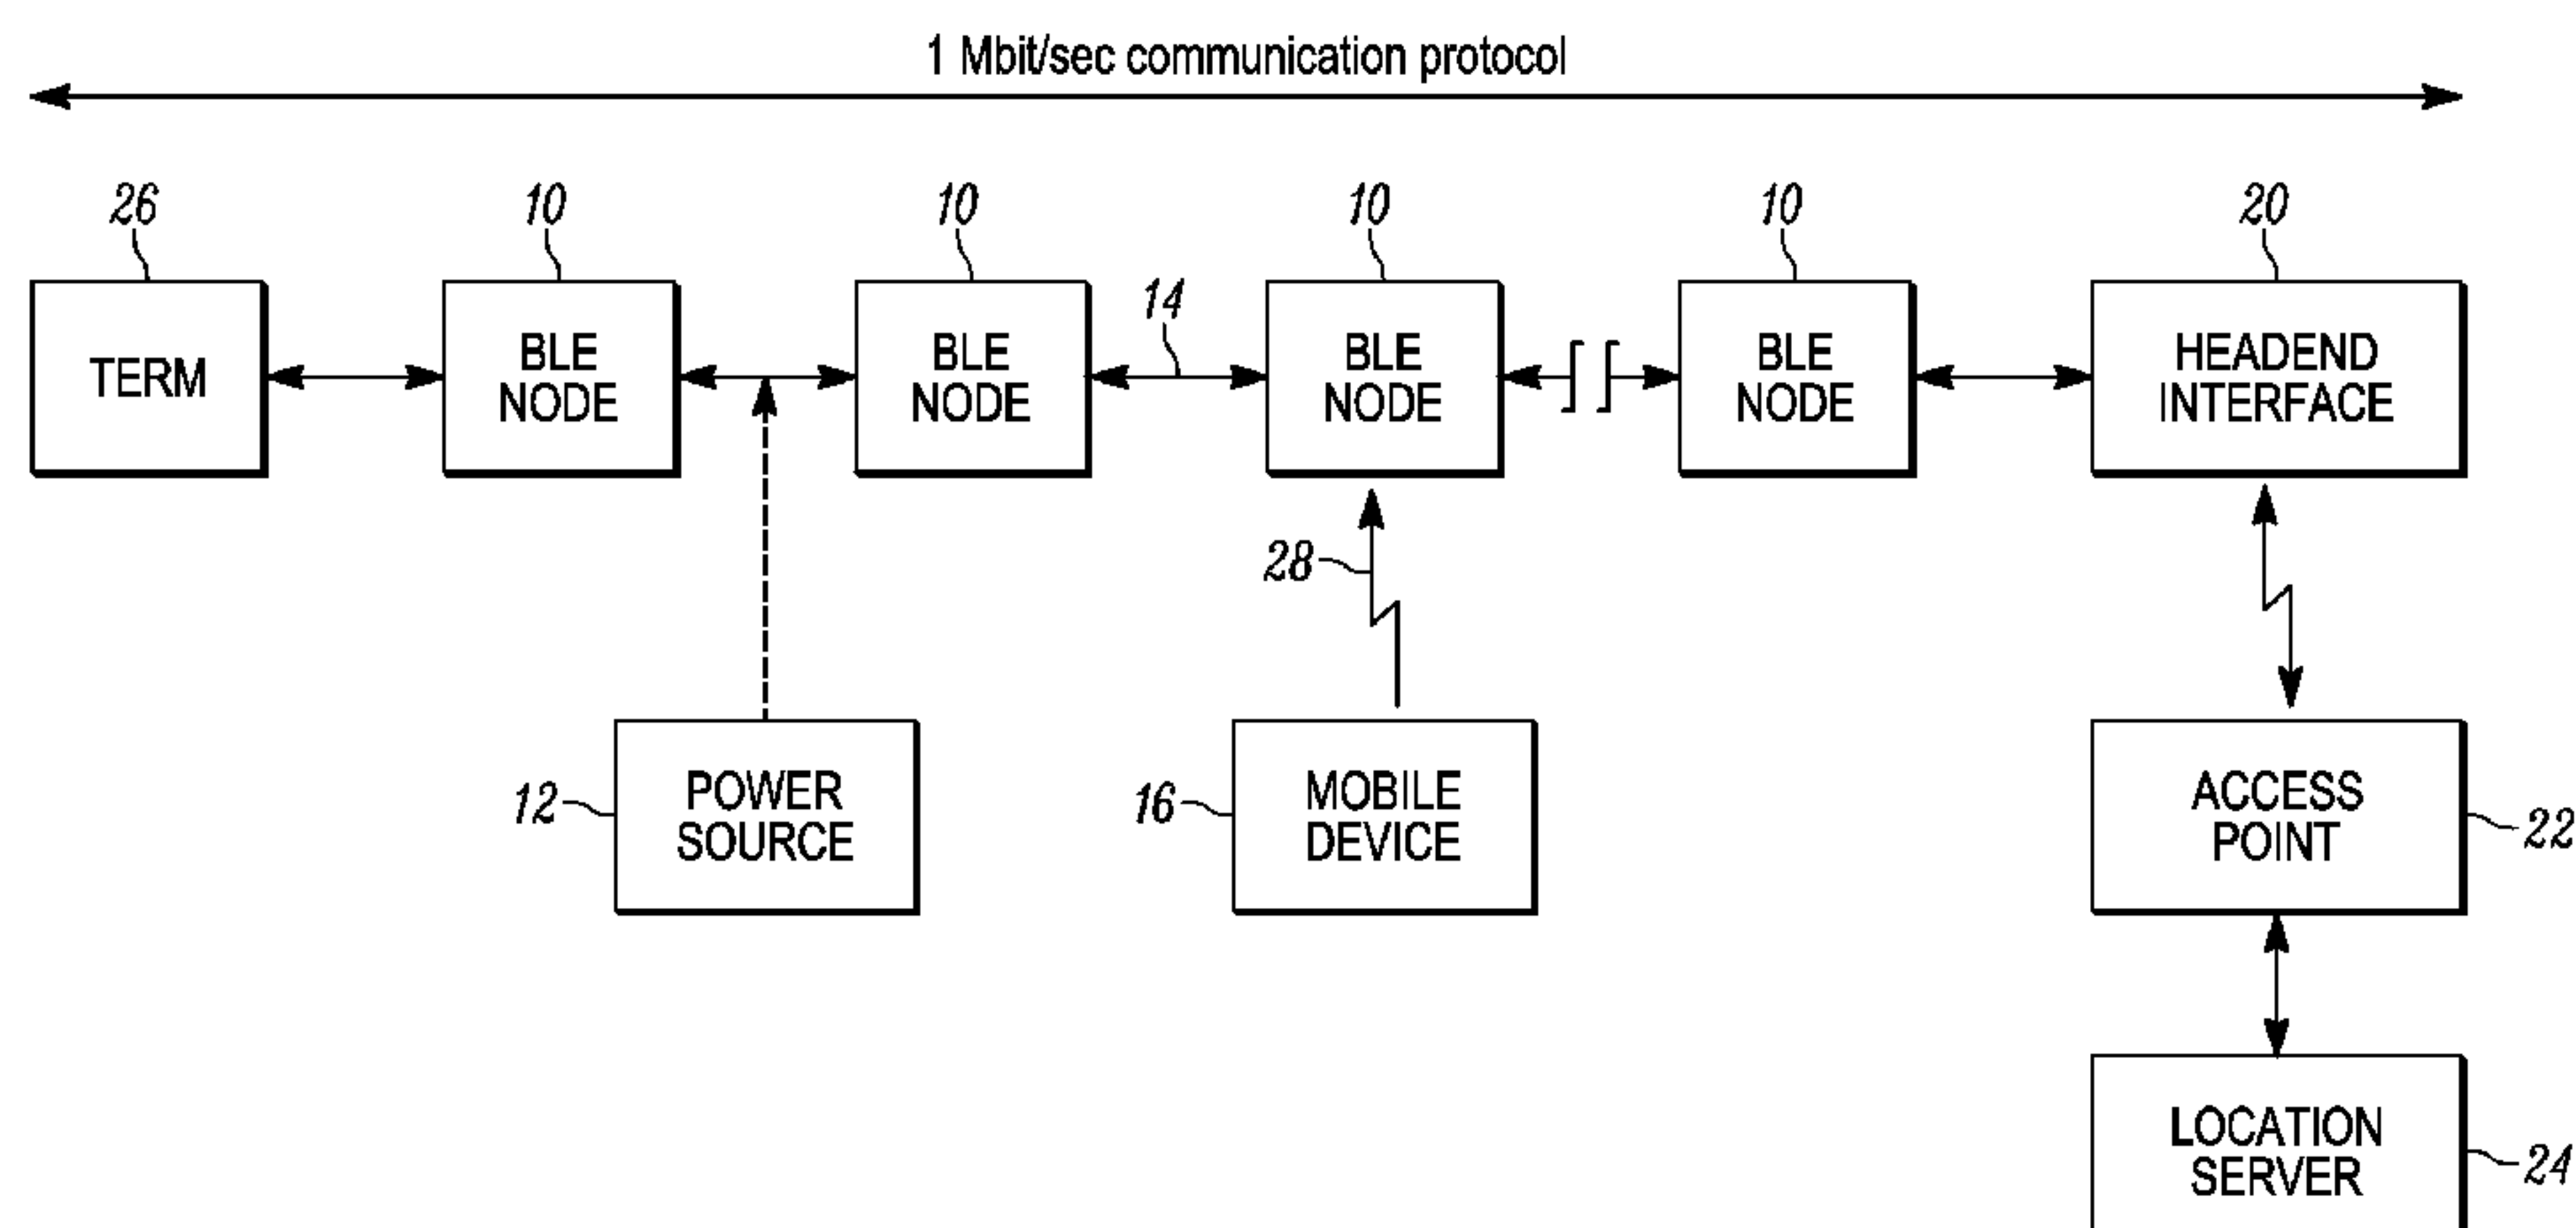 1 Mbit/sec communication protocol
26
10
10
10
10
20
14
TERM
BLE
NODE
BLE
NODE
BLE
NODE
BLE
NODE
HEADEND
INTERFACE
28
12
POWER
SOURCE
16
MOBILE
DEVICE
ACCESS
POINT
22
LOCATION
SERVER
24